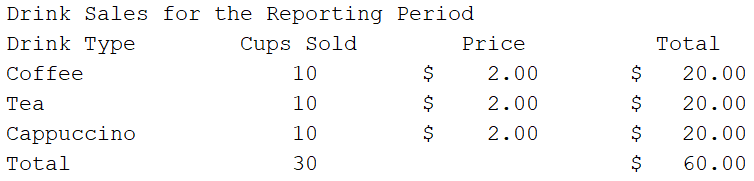 Drink Sales for the Reporting Period
Drink Type Cups Sold Price Total
Coffee 10 $ 2.00 $ 20.00
Tea 10 $ 2.00 $ 20.00
Cappuccino 10 $ 2.00 $ 20.00
Total 30 $ 60.00